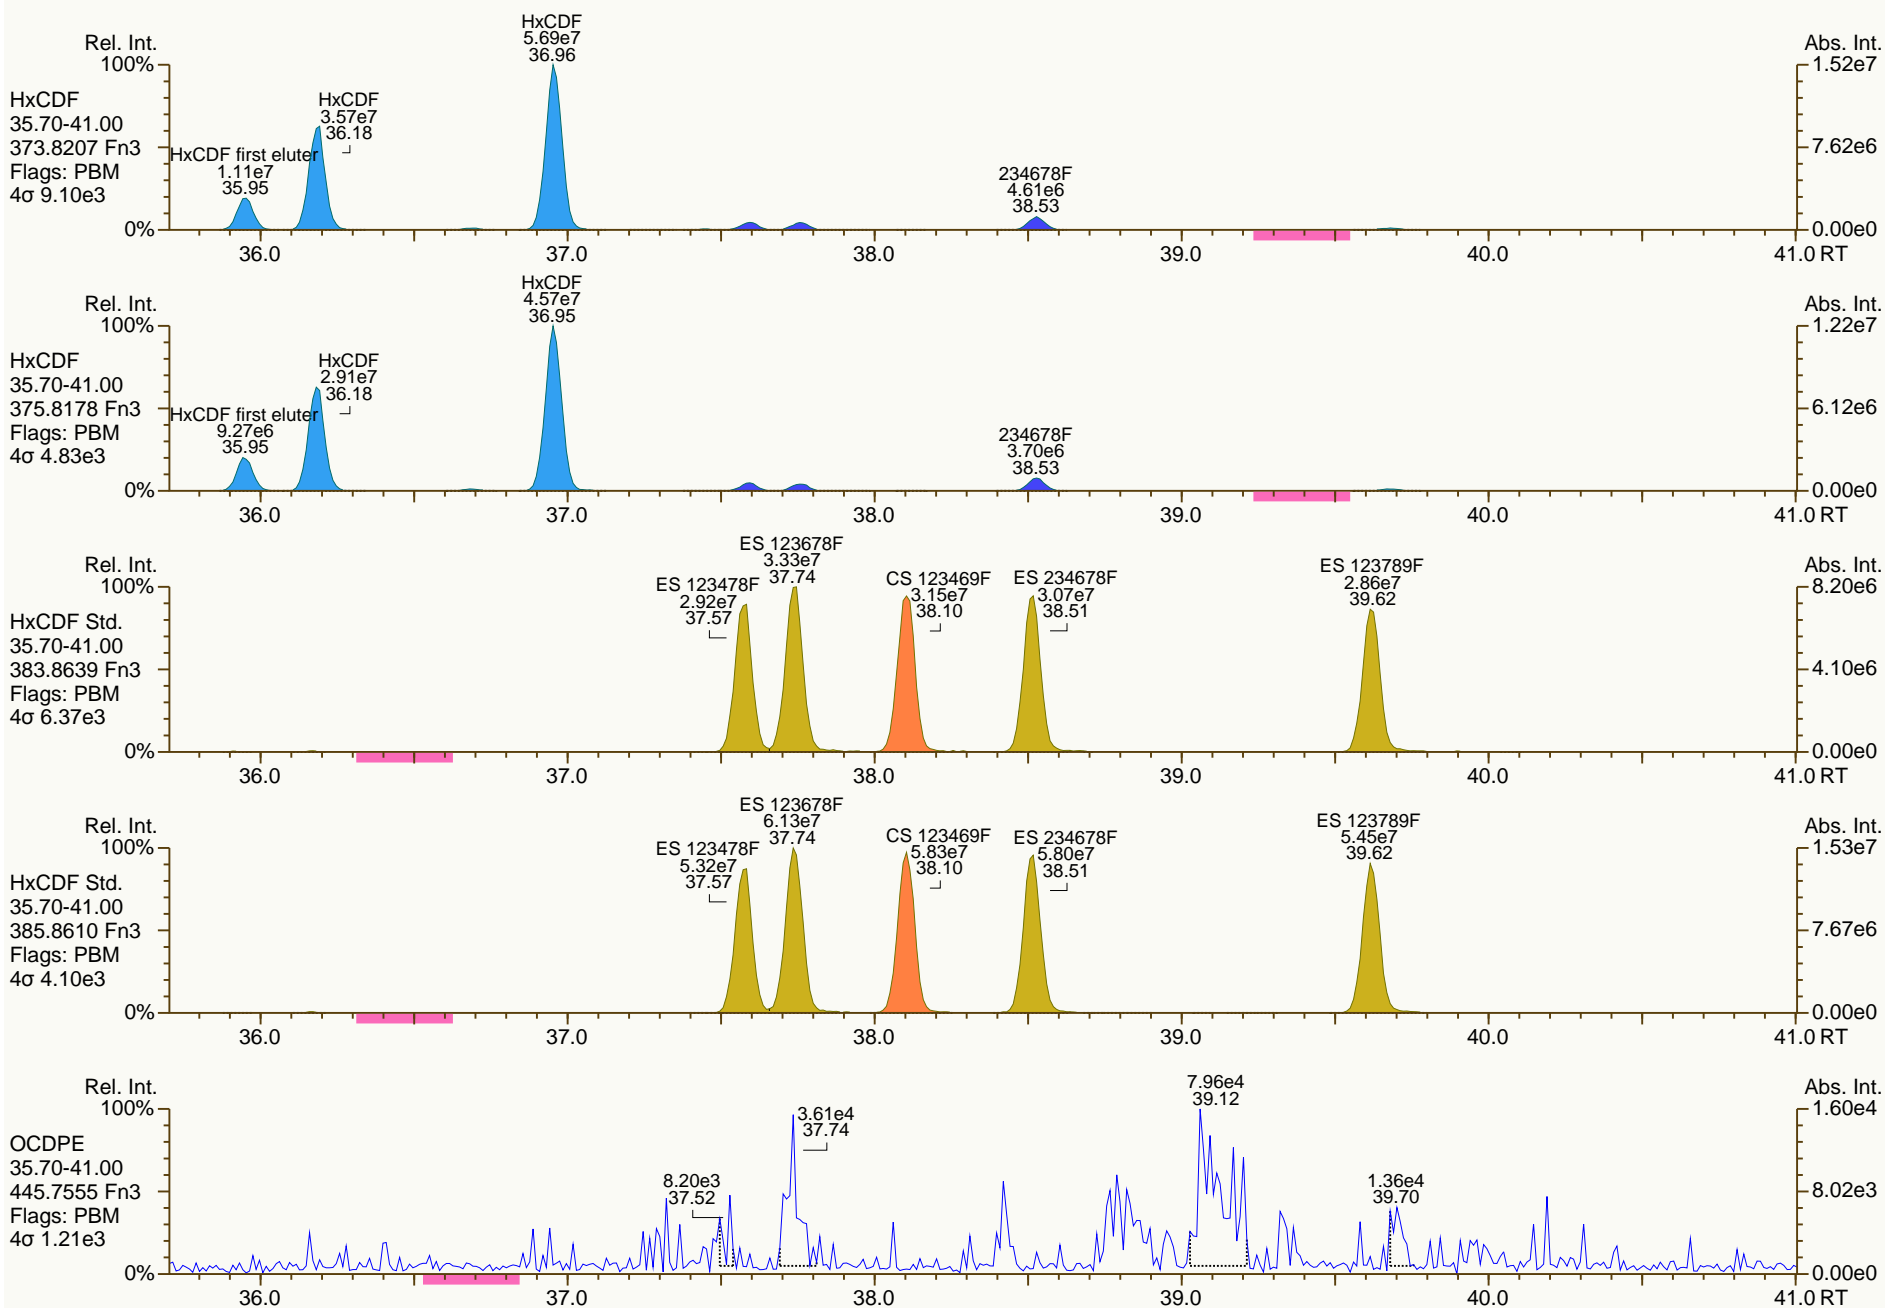 HxCDF
5.69e7
36.96
Rel. Int.
Abs. Int.
100%
1.52e7
HxCDF
35.70-41.00
373.8207 Fn3
Flags: PBM
4σ 9.10e3
HxCDF
3.57e7
36.18
7.62e6
HxCDF first eluter
1.11e7
35.95
234678F
4.61e6
38.53
0%
0.00e0
36.0 37.0 38.0 39.0 40.0 41.0 RT
HxCDF
4.57e7
36.95
Rel. Int.
Abs. Int.
100%
1.22e7
HxCDF
35.70-41.00
375.8178 Fn3
Flags: PBM
4σ 4.83e3
HxCDF
2.91e7
36.18
6.12e6
HxCDF first eluter
9.27e6
35.95
234678F
3.70e6
38.53
0%
0.00e0
36.0 37.0 38.0 39.0 40.0 41.0 RT
Rel. Int.
Abs. Int.
100%
8.20e6
HxCDF Std.
35.70-41.00
383.8639 Fn3
Flags: PBM
4σ 6.37e3
ES 123478F
2.92e7
37.57
ES 123678F
3.33e7
37.74
CS 123469F
3.15e7
38.10
ES 234678F
3.07e7
38.51
ES 123789F
2.86e7
39.62
4.10e6
0%
0.00e0
36.0 37.0 38.0 39.0 40.0 41.0 RT
Rel. Int.
Abs. Int.
100%
1.53e7
HxCDF Std.
35.70-41.00
385.8610 Fn3
Flags: PBM
4σ 4.10e3
ES 123478F
5.32e7
37.57
ES 123678F
6.13e7
37.74
CS 123469F
5.83e7
38.10
ES 234678F
5.80e7
38.51
ES 123789F
5.45e7
39.62
7.67e6
0%
0.00e0
36.0 37.0 38.0 39.0 40.0 41.0 RT
Rel. Int.
Abs. Int.
100%
1.60e4
OCDPE
35.70-41.00
445.7555 Fn3
Flags: PBM
4σ 1.21e3
8.20e3
37.52
3.61e4
37.74
7.96e4
39.12
1.36e4
39.70
8.02e3
0%
0.00e0
36.0 37.0 38.0 39.0 40.0 41.0 RT